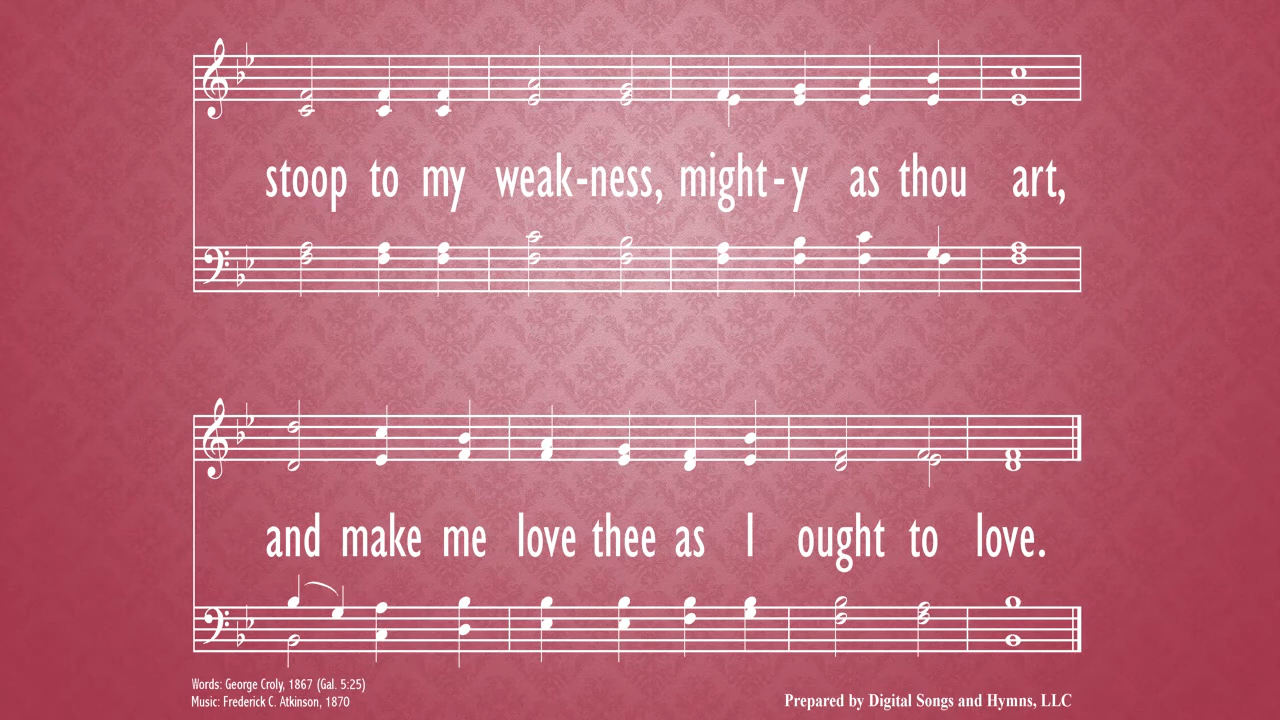 stoop to my weak-ness, might-y as thou art,
and make me love thee as I ought to love.
Words: George Croly, 1867 (Gal. 5:25)
Music: Frederick C. Atkinson, 1870
Prepared by Digital Songs and Hymns, LLC